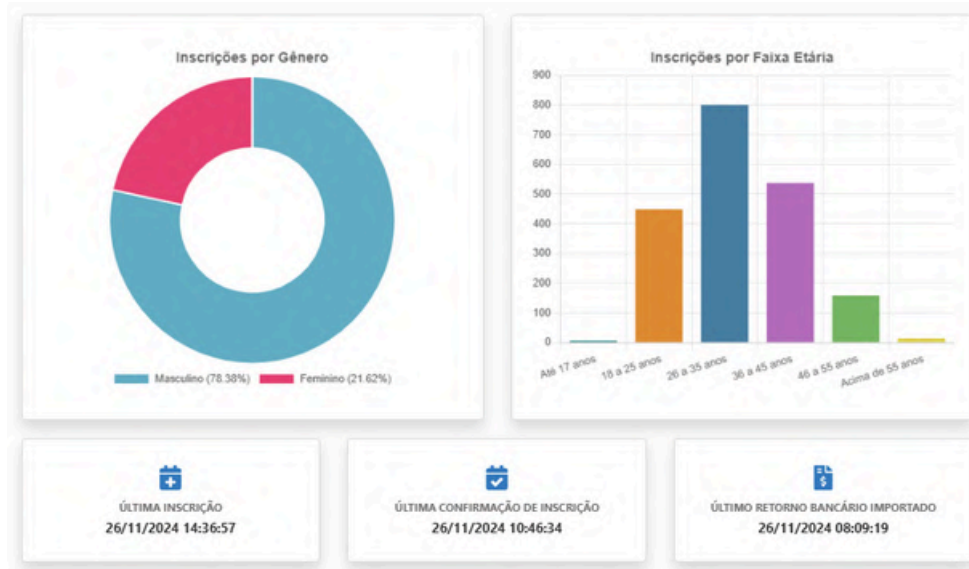 Inscrições por Gênero
Masculino (78.38%) Feminino (21.62%)
Inscrições por Faixa Etária
900
800
700
600
500
400
300
200
100
0
Até 17 anos
18 a 25 anos
26 a 35 anos
36 a 45 anos
46 a 55 anos
Acima de 55 anos
ÚLTIMA INSCRIÇÃO
26/11/2024 14:36:57
ÚLTIMA CONFIRMAÇÃO DE INSCRIÇÃO
26/11/2024 10:46:34
ÚLTIMO RETORNO BANCÁRIO IMPORTADO
26/11/2024 08:09:19